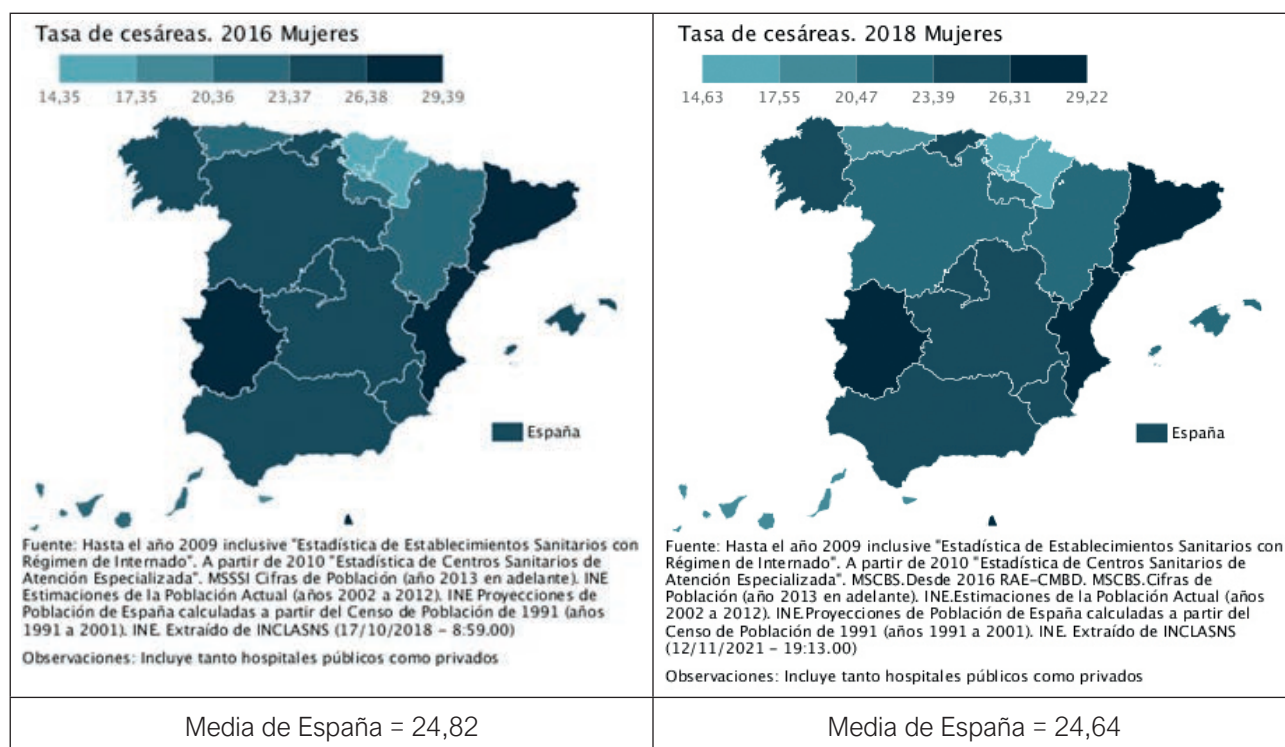 Tasa de cesáreas. 2016 Mujeres
14,35 17,35 20,36 23,37 26,38 29,39
España
Fuente: Hasta el año 2009 inclusive "Estadística de Establecimientos Sanitarios con
Régimen de Internado". A partir de 2010 "Estadística de Centros Sanitarios de
Atención Especializada". MSSSI Cifras de Población (año 2013 en adelante). INE
Estimaciones de la Población Actual (años 2002 a 2012). INE Proyecciones de
Población de España calculadas a partir del Censo de Población de 1991 (años
1991 a 2001). INE. Extraído de INCLASNS (17/10/2018 – 8:59.00)
Observaciones: Incluye tanto hospitales públicos como privados
Media de España = 24,82
Tasa de cesáreas. 2018 Mujeres
14,63 17,55 20,47 23,39 26,31 29,22
España
Fuente: Hasta el año 2009 inclusive "Estadística de Establecimientos Sanitarios con
Régimen de Internado". A partir de 2010 "Estadística de Centros Sanitarios de
Atención Especializada". MSCBS.Desde 2016 RAE–CMBD. MSCBS.Cifras de
Población (año 2013 en adelante). INE.Estimaciones de la Población Actual (años
2002 a 2012). INE.Proyecciones de Población de España calculadas a partir del
Censo de Población de 1991 (años 1991 a 2001). INE. Extraído de INCLASNS
(12/11/2021 – 19:13.00)
Observaciones: Incluye tanto hospitales públicos como privados
Media de España = 24,64